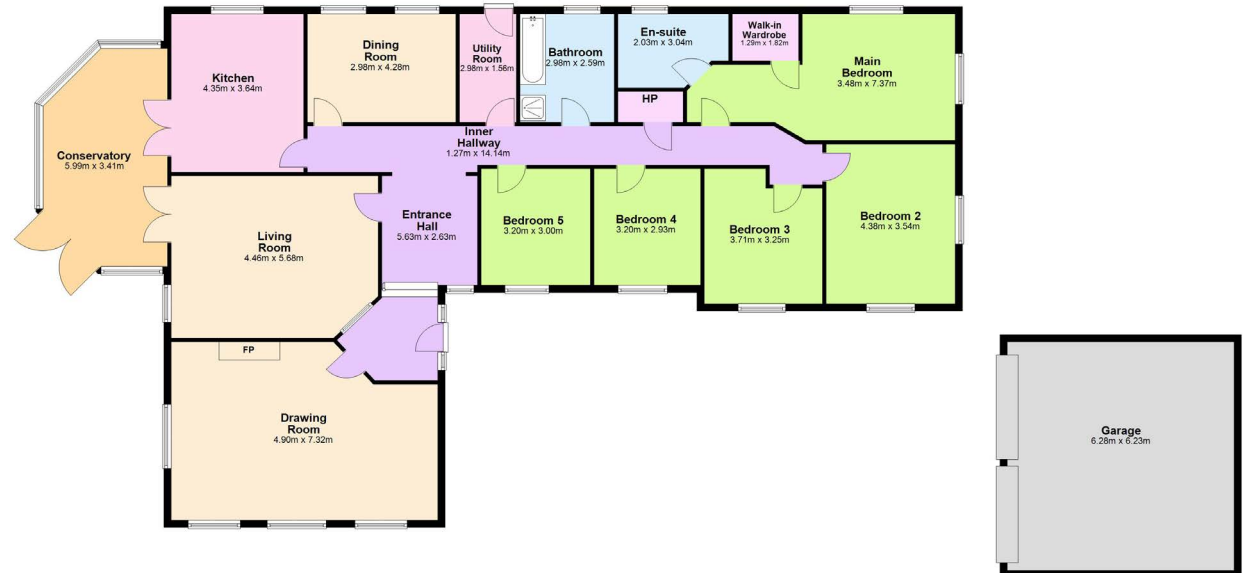 Kitchen
4.35m x 3.64m
Dining
Room
2.98m x 4.28m
Utility
Room
2.98m x 1.56m
Bathroom
2.98m x 2.59m
En-suite
2.03m x 3.04m
Walk-in
Wardrobe
1.29m x 1.82m
Main
Bedroom
3.48m x 7.37m
HP
Inner
Hallway
1.27m x 14.14m
Conservatory
5.99m x 3.41m
Living
Room
4.46m x 5.68m
Entrance
Hall
5.63m x 2.63m
Bedroom 5
3.20m x 3.00m
Bedroom 4
3.20m x 2.93m
Bedroom 3
3.71m x 3.25m
Bedroom 2
4.38m x 3.54m
FP
Drawing
Room
4.90m x 7.32m
Garage
6.28m x 6.23m